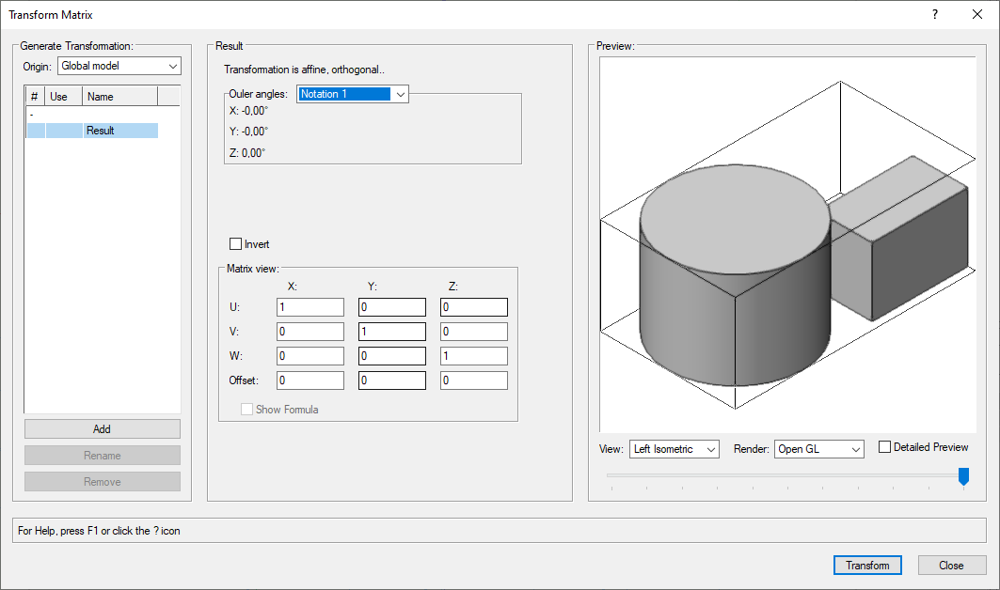 Transform Matrix
?
Generate Transformation:
Origin: Global model
# Use Name
-
Result
Add
Rename
Remove
Result
Transformation is affine, orthogonal..
Ouler angles: Notation 1
X: -0,00°
Y: -0,00°
Z: 0,00°
Invert
Matrix view:
X: Y: Z:
U: 1 0 0
V: 0 1 0
W: 0 0 1
Offset: 0 0 0
Show Formula
Preview:
View: Left Isometric Render: Open GL Detailed Preview
For Help, press F1 or click the ? icon
Transform Close